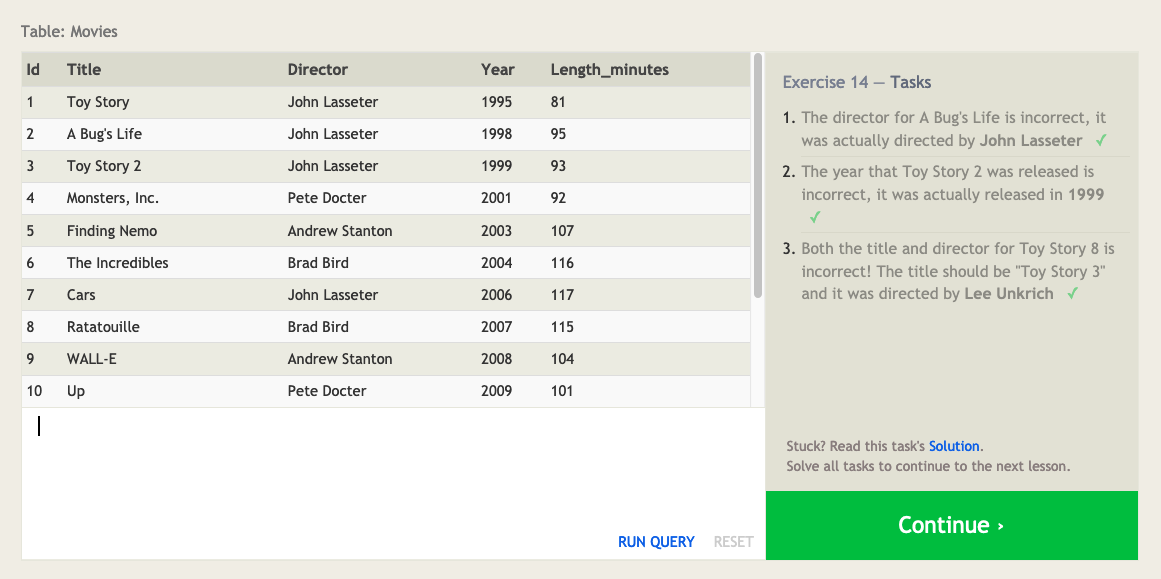 Table: Movies
Id Title Director Year Length_minutes
1 Toy Story John Lasseter 1995 81
2 A Bug's Life John Lasseter 1998 95
3 Toy Story 2 John Lasseter 1999 93
4 Monsters, Inc. Pete Docter 2001 92
5 Finding Nemo Andrew Stanton 2003 107
6 The Incredibles Brad Bird 2004 116
7 Cars John Lasseter 2006 117
8 Ratatouille Brad Bird 2007 115
9 WALL-E Andrew Stanton 2008 104
10 Up Pete Docter 2009 101
RUN QUERY RESET
Exercise 14 — Tasks
1. The director for A Bug's Life is incorrect, it
was actually directed by John Lasseter ✓
2. The year that Toy Story 2 was released is
incorrect, it was actually released in 1999
✓
3. Both the title and director for Toy Story 8 is
incorrect! The title should be "Toy Story 3"
and it was directed by Lee Unkrich ✓
Stuck? Read this task's Solution.
Solve all tasks to continue to the next lesson.
Continue ›